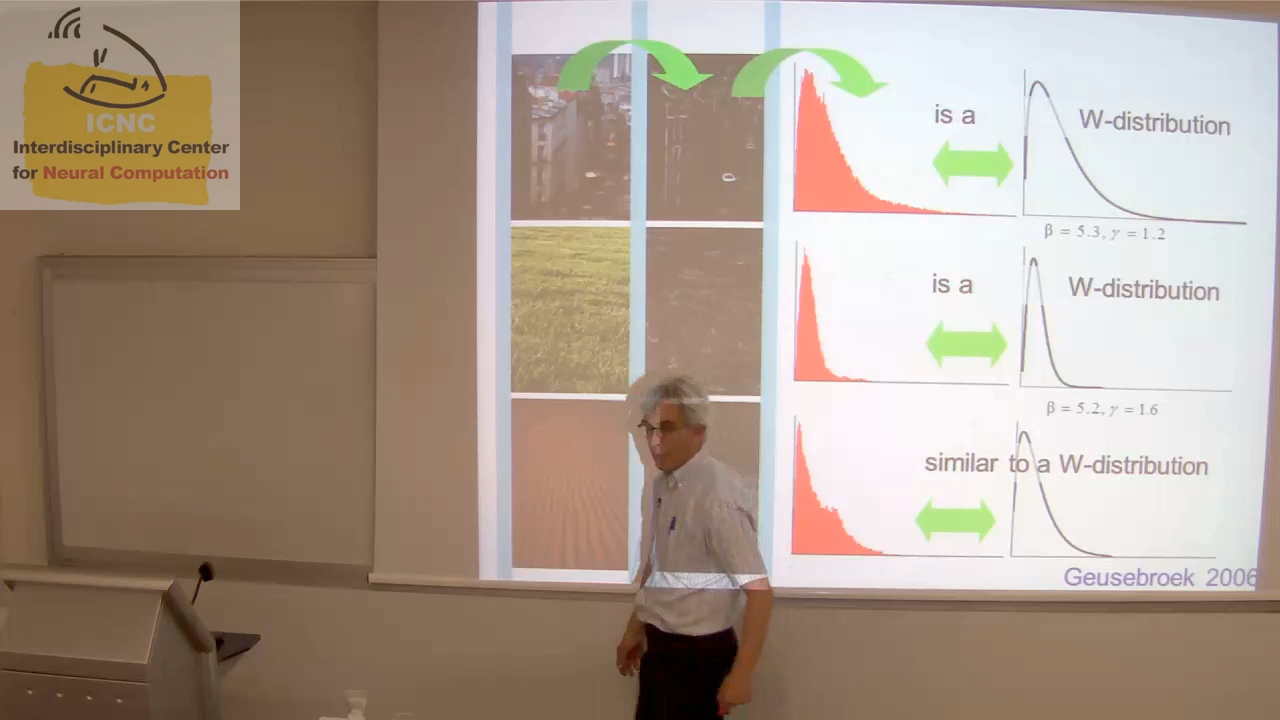 ICNC
Interdisciplinary Center
for Neural Computation
is a
W-distribution
β = 5.3, γ = 1.2
is a
W-distribution
β = 5.2, γ = 1.6
similar to a W-distribution
Geusebroek 2006